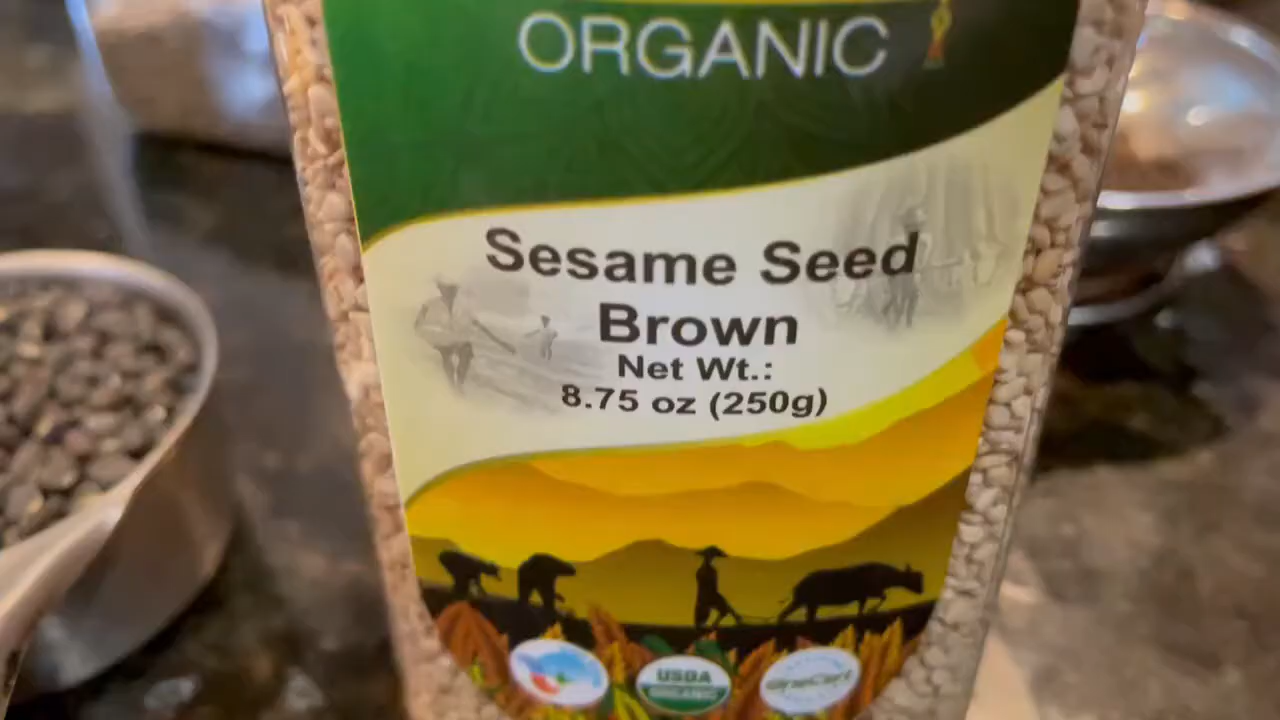 ORGANIC
Sesame Seed
Brown
Net Wt.:
8.75 oz (250g)
USDA
ORGANIC